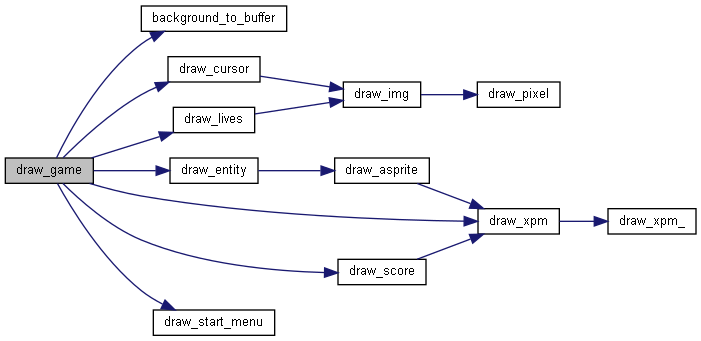 background_to_buffer
draw_cursor
draw_img
draw_pixel
draw_lives
draw_game
draw_entity
draw_asprite
draw_xpm
draw_xpm_
draw_score
draw_start_menu